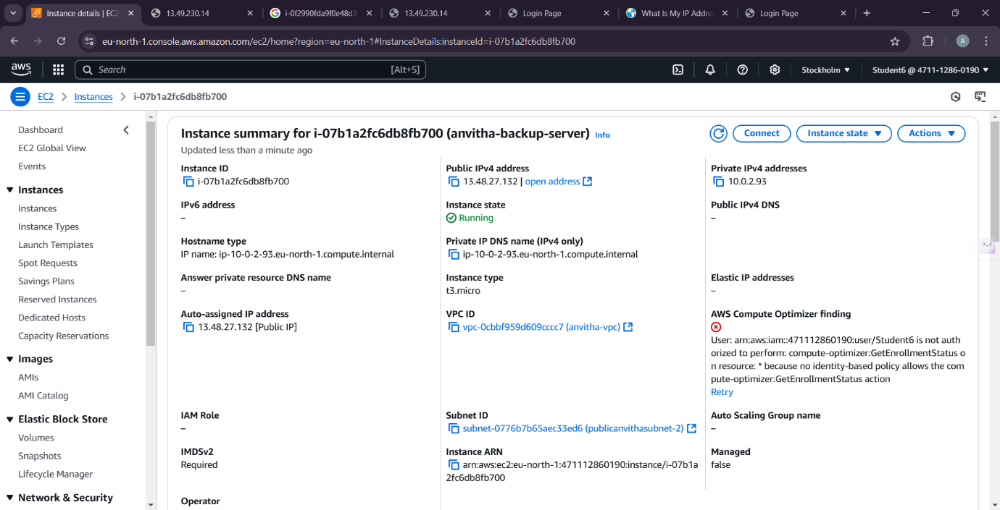 Instance details | EC2
13.49.230.14
i-0f2990fda9f0e48d3
13.49.230.14
Login Page
What Is My IP Addre
Login Page
eu-north-1.console.aws.amazon.com/ec2/home?region=eu-north-1#InstanceDetails:instanceId=i-07b1a2fc6db8fb700
A
aws
Search
[Alt+S]
Stockholm
Student6 @ 4711-1286-0190
EC2
Instances
i-07b1a2fc6db8fb700
Dashboard
EC2 Global View
Events
Instances
Instances
Instance Types
Launch Templates
Spot Requests
Savings Plans
Reserved Instances
Dedicated Hosts
Capacity Reservations
Images
AMIs
AMI Catalog
Elastic Block Store
Volumes
Snapshots
Lifecycle Manager
Network & Security
Instance summary for i-07b1a2fc6db8fb700 (anvitha-backup-server) Info
Updated less than a minute ago
Connect
Instance state
Actions
Instance ID
i-07b1a2fc6db8fb700
Public IPv4 address
13.48.27.132 | open address
Private IPv4 addresses
10.0.2.93
IPv6 address
–
Instance state
Running
Public IPv4 DNS
–
Hostname type
IP name: ip-10-0-2-93.eu-north-1.compute.internal
Private IP DNS name (IPv4 only)
ip-10-0-2-93.eu-north-1.compute.internal
Answer private resource DNS name
–
Instance type
t3.micro
Elastic IP addresses
–
Auto-assigned IP address
13.48.27.132 [Public IP]
VPC ID
vpc-0cbbf959d609cccc7 (anvitha-vpc)
AWS Compute Optimizer finding
User: arn:aws:iam::471112860190:user/Student6 is not auth
orized to perform: compute-optimizer:GetEnrollmentStatus o
n resource: * because no identity-based policy allows the com
pute-optimizer:GetEnrollmentStatus action
Retry
IAM Role
–
Subnet ID
subnet-0776b7b65aec33ed6 (publicanvithasubnet-2)
Auto Scaling Group name
–
IMDSv2
Required
Instance ARN
arn:aws:ec2:eu-north-1:471112860190:instance/i-07b1a
2fc6db8fb700
Managed
false
Operator